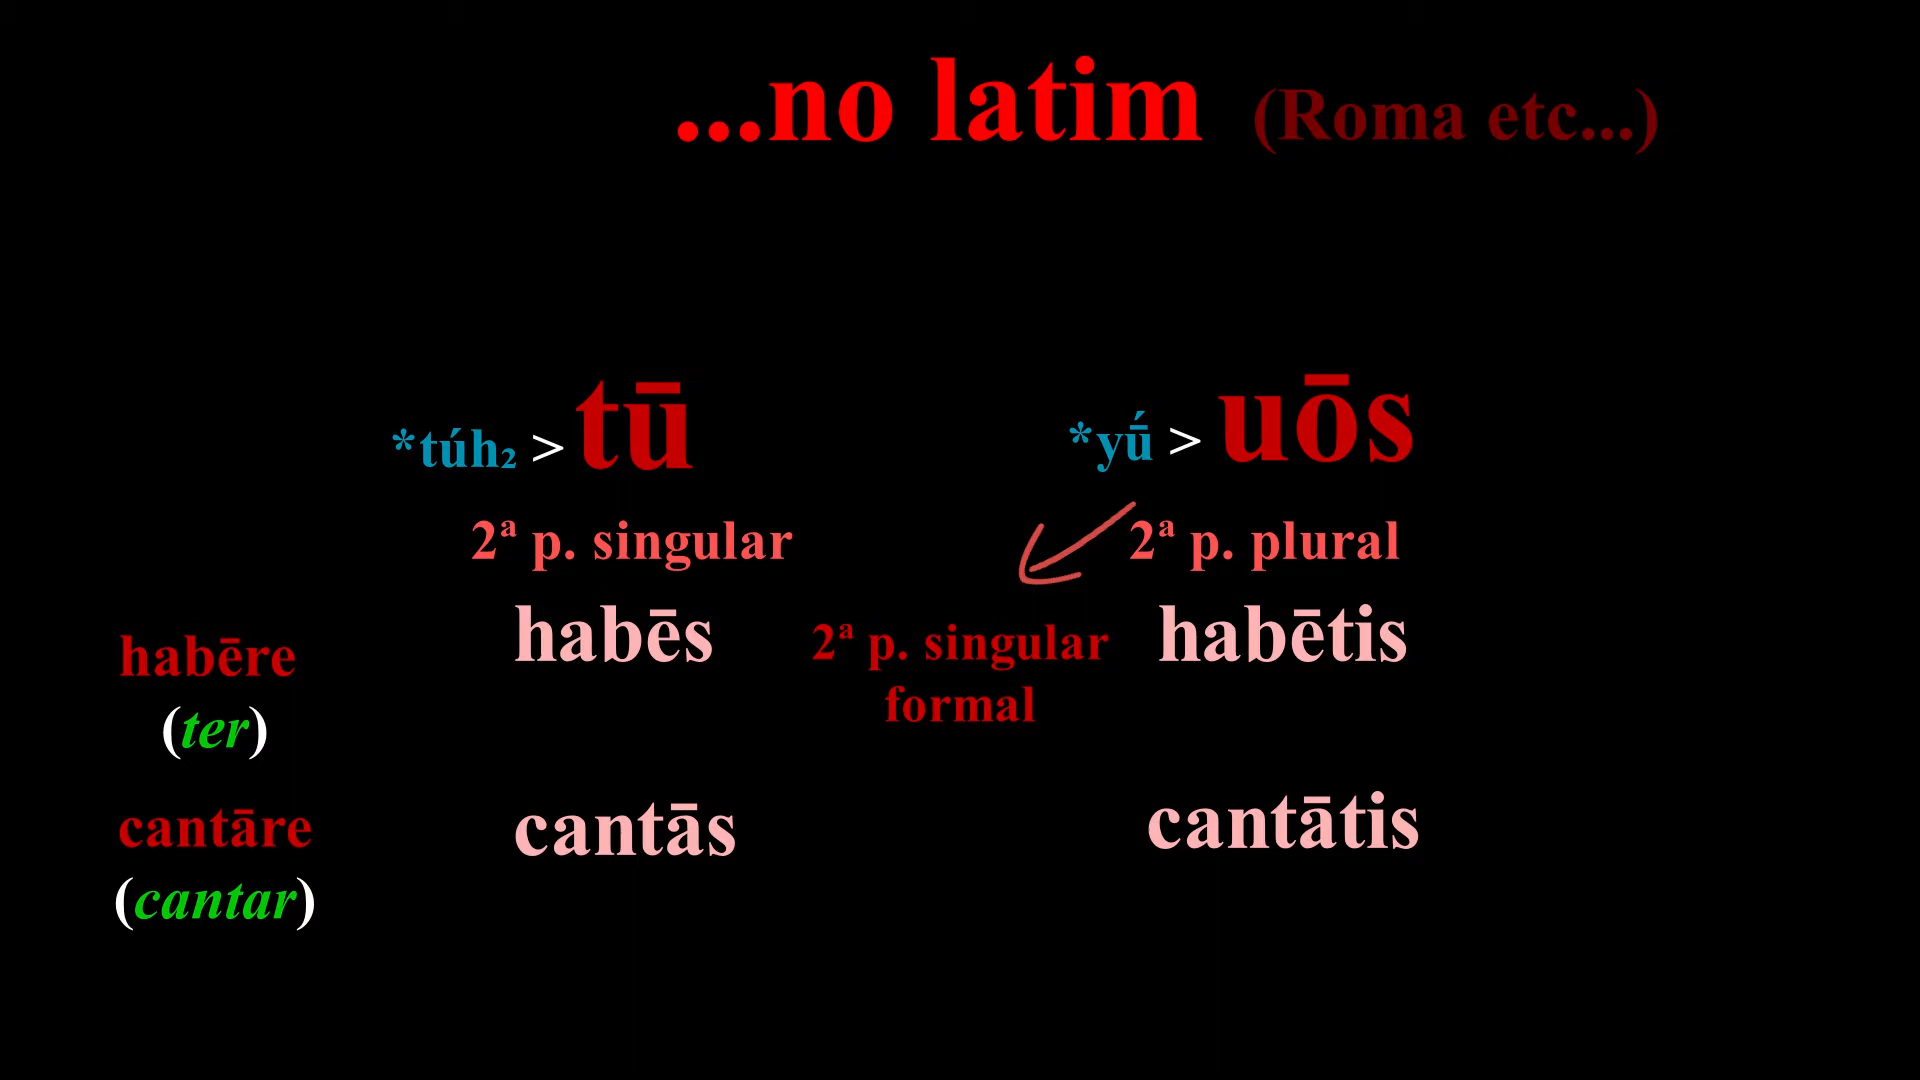 ...no latim (Roma etc...)
*túh₂ > tū
*yū́ > uōs
2ª p. singular
2ª p. plural
habēre
(ter)
habēs
2ª p. singular
formal
habētis
cantāre
(cantar)
cantās
cantātis